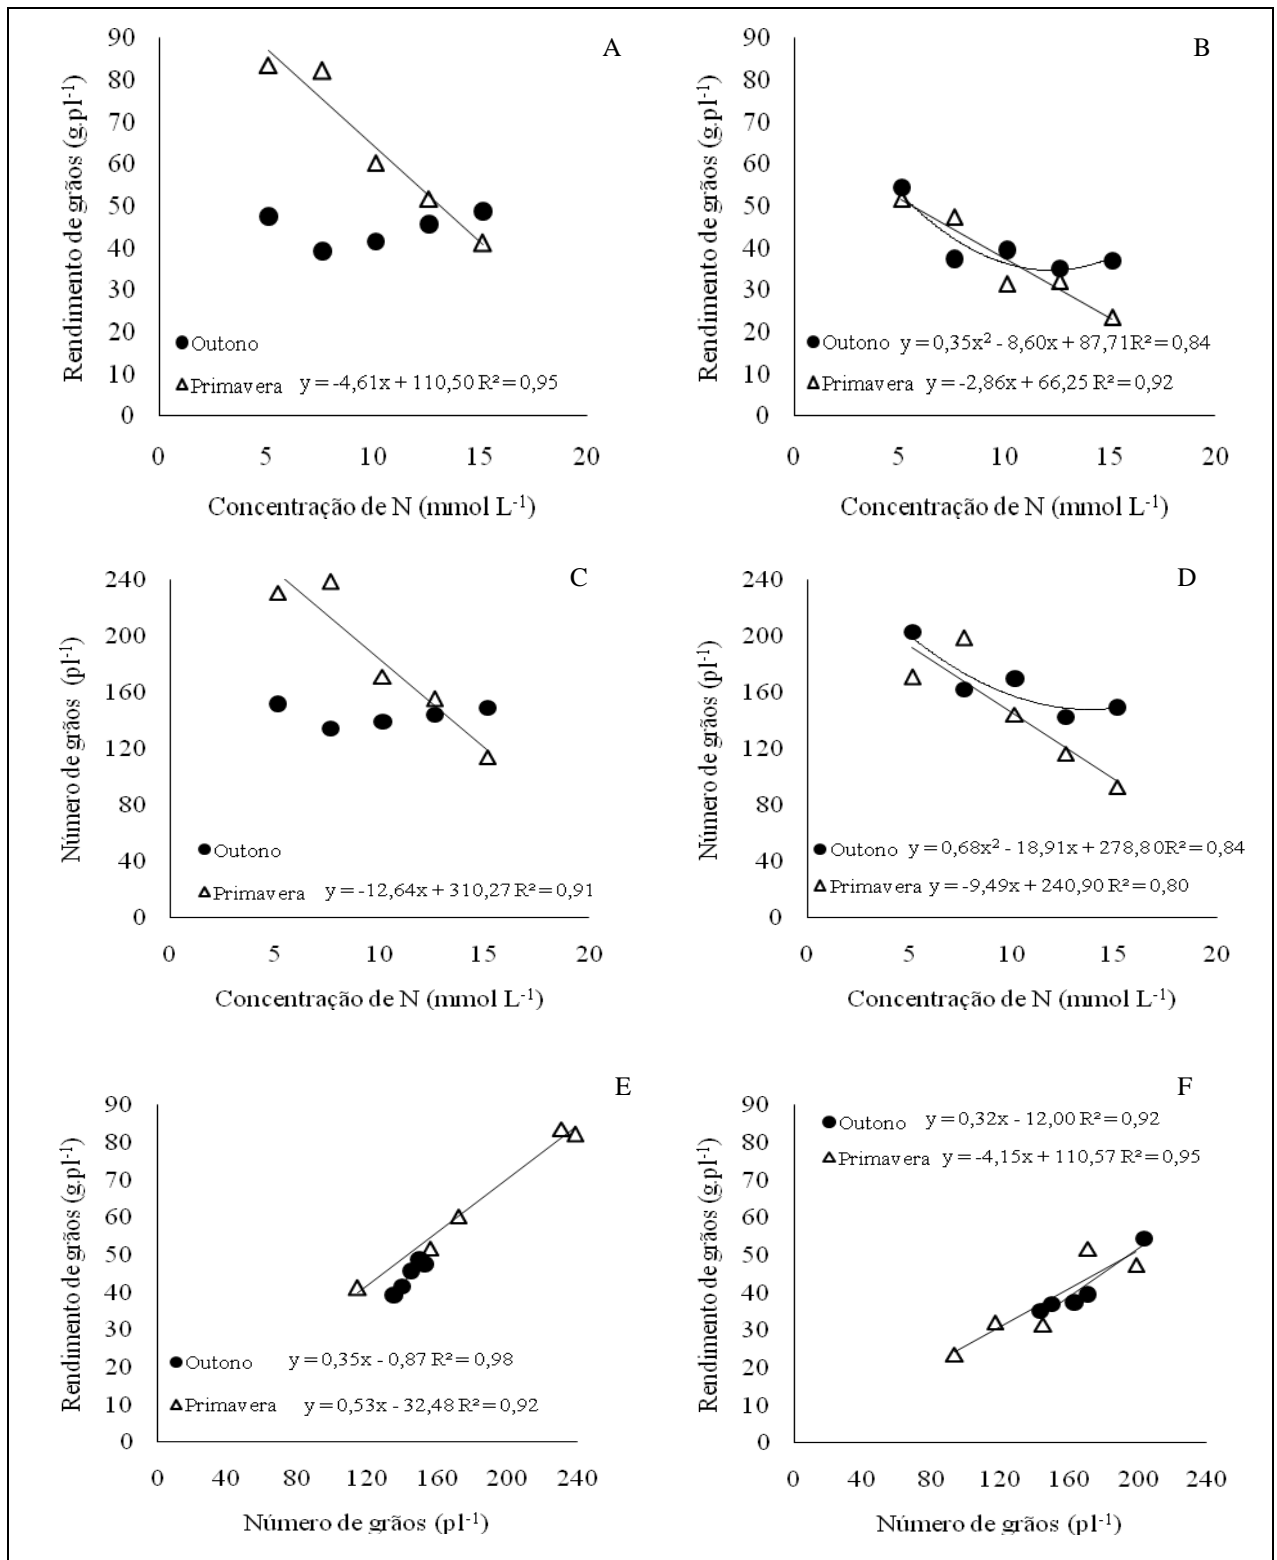 A
Rendimento de grãos (g.pl-1)
90
80
70
60
50
40
30
20
10
0
Outono
Primavera y = -4,61x + 110,50 R² = 0,95
0 5 10 15 20
Concentração de N (mmol L-1)
B
Rendimento de grãos (g.pl-1)
90
80
70
60
50
40
30
20
10
0
Outono y = 0,35x² - 8,60x + 87,71R² = 0,84
Primavera y = -2,86x + 66,25 R² = 0,92
0 5 10 15 20
Concentração de N (mmol L-1)
C
Número de grãos (pl-1)
240
200
160
120
80
40
0
Outono
Primavera y = -12,64x + 310,27 R² = 0,91
0 5 10 15 20
Concentração de N (mmol L-1)
D
Número de grãos (pl-1)
240
200
160
120
80
40
0
Outono y = 0,68x² - 18,91x + 278,80R² = 0,84
Primavera y = -9,49x + 240,90 R² = 0,80
0 5 10 15 20
Concentração de N (mmol L-1)
E
Rendimento de grãos (g.pl-1)
90
80
70
60
50
40
30
20
10
0
Outono y = 0,35x - 0,87 R² = 0,98
Primavera y = 0,53x - 32,48 R² = 0,92
0 40 80 120 160 200 240
Número de grãos (pl-1)
F
Rendimento de grãos (g.pl-1)
90
80
70
60
50
40
30
20
10
0
Outono y = 0,32x - 12,00 R² = 0,92
Primavera y = -4,15x + 110,57 R² = 0,95
0 40 80 120 160 200 240
Número de grãos (pl-1)